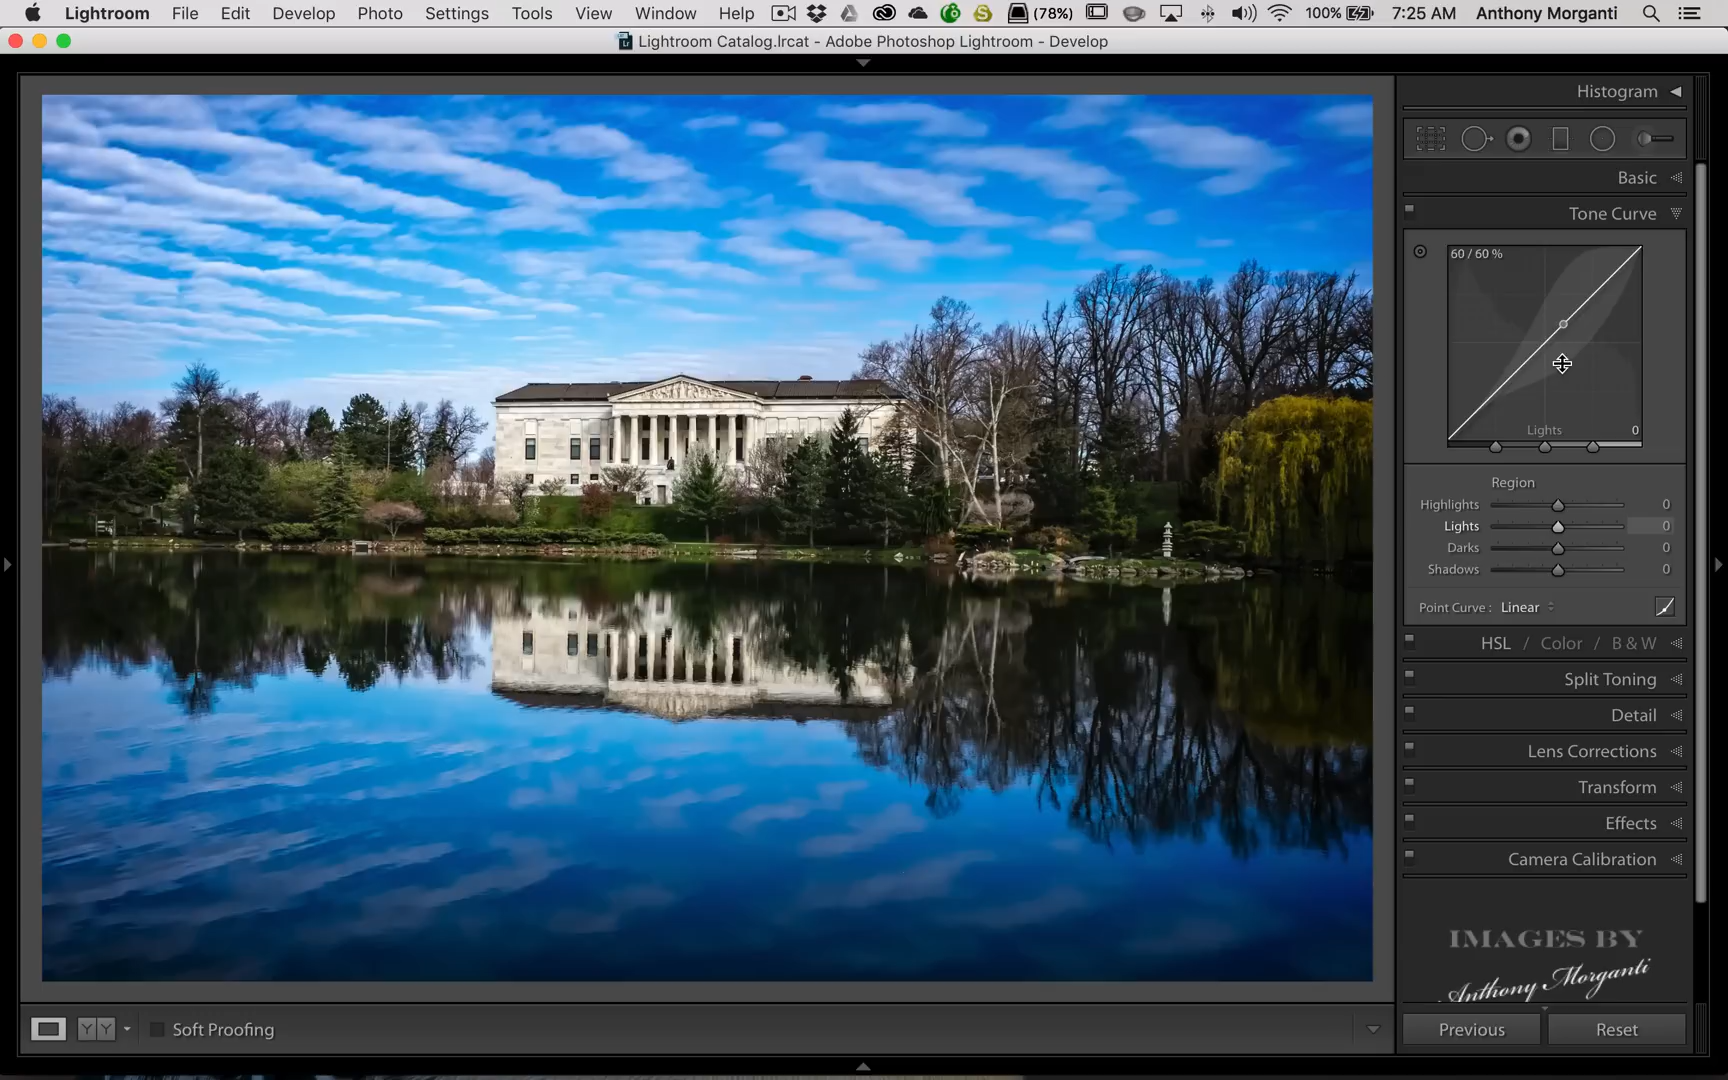 Lightroom File Edit Develop Photo Settings Tools View Window Help (78%) 100% 7:25 AM Anthony Morganti
Lightroom Catalog.lrcat - Adobe Photoshop Lightroom - Develop
Histogram
Basic
Tone Curve
60 / 60 %
Lights 0
Region
Highlights 0
Lights 0
Darks 0
Shadows 0
Point Curve : Linear
HSL / Color / B & W
Split Toning
Detail
Lens Corrections
Transform
Effects
Camera Calibration
IMAGES BY
Anthony Morganti
Y Y Soft Proofing
Previous Reset